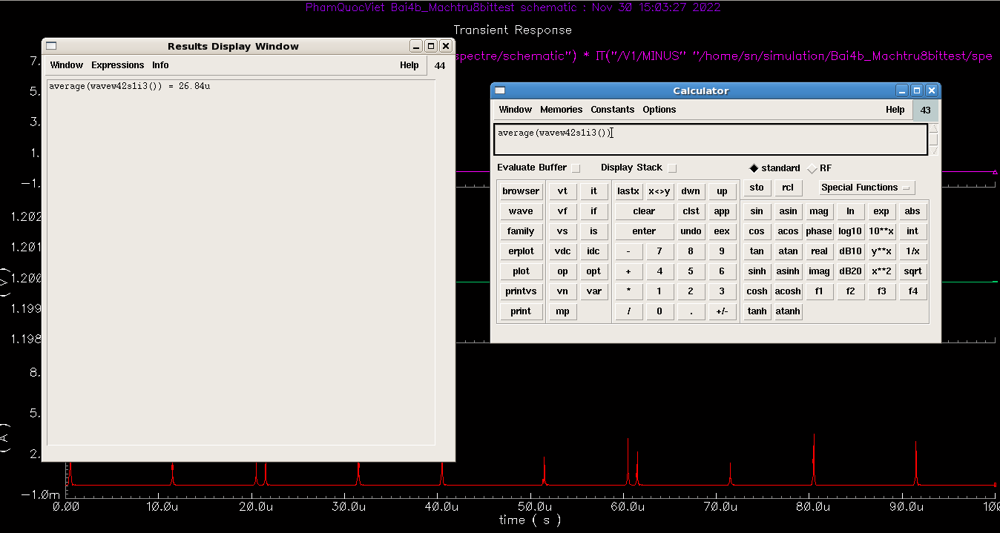 PhamQuocViet Bai4b_Machtru8bittest schematic : Nov 30 15:03:27 2022
Transient Response
spectre/schematic") * IT("/V1/MINUS" "/home/sn/simulation/Bai4b_Machtru8bittest/spe
Results Display Window
Window Expressions Info Help 44
average(wavew42s1i3()) = 26.84u
Calculator
Window Memories Constants Options Help 43
average(wavew42s1i3())
Evaluate Buffer Display Stack standard RF
browser vt it lastx x<>y dwn up sto rcl Special Functions
wave vf if clear clst app sin asin mag ln exp abs
family vs is enter undo eex cos acos phase log10 10**x int
erplot vdc idc - 7 8 9 tan atan real dB10 y**x 1/x
plot op opt + 4 5 6 sinh asinh imag dB20 x**2 sqrt
printvs vn var * 1 2 3 cosh acosh f1 f2 f3 f4
print mp / 0 . +/- tanh atanh
7.
5.
3.
1.
-1.
1.202
1.201
1.200
1.199
1.198
( V )
8.
5.
2.
-1.0m
( A )
0.00 10.0u 20.0u 30.0u 40.0u 50.0u 60.0u 70.0u 80.0u 90.0u 100
time ( s )